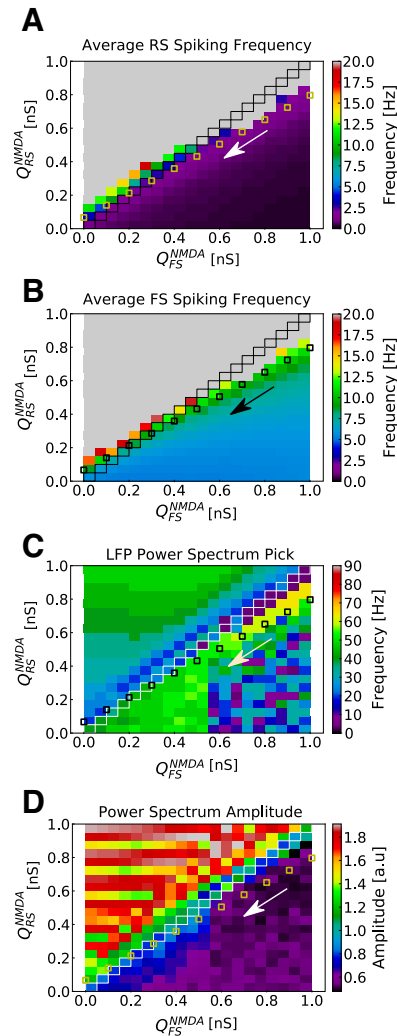 A
Average RS Spiking Frequency
Q_RS^NMDA [nS]
1.0
0.8
0.6
0.4
0.2
0.0
0.0 0.2 0.4 0.6 0.8 1.0
Q_FS^NMDA [nS]
20.0
17.5
15.0
12.5
10.0
7.5
5.0
2.5
0.0
Frequency [Hz]
B
Average FS Spiking Frequency
Q_RS^NMDA [nS]
1.0
0.8
0.6
0.4
0.2
0.0
0.0 0.2 0.4 0.6 0.8 1.0
Q_FS^NMDA [nS]
20.0
17.5
15.0
12.5
10.0
7.5
5.0
2.5
0.0
Frequency [Hz]
C
LFP Power Spectrum Pick
Q_RS^NMDA [nS]
1.0
0.8
0.6
0.4
0.2
0.0
0.0 0.2 0.4 0.6 0.8 1.0
Q_FS^NMDA [nS]
90
80
70
60
50
40
30
20
10
0
Frequency [Hz]
D
Power Spectrum Amplitude
Q_RS^NMDA [nS]
1.0
0.8
0.6
0.4
0.2
0.0
0.0 0.2 0.4 0.6 0.8 1.0
Q_FS^NMDA [nS]
1.8
1.6
1.4
1.2
1.0
0.8
0.6
Amplitude [a.u]